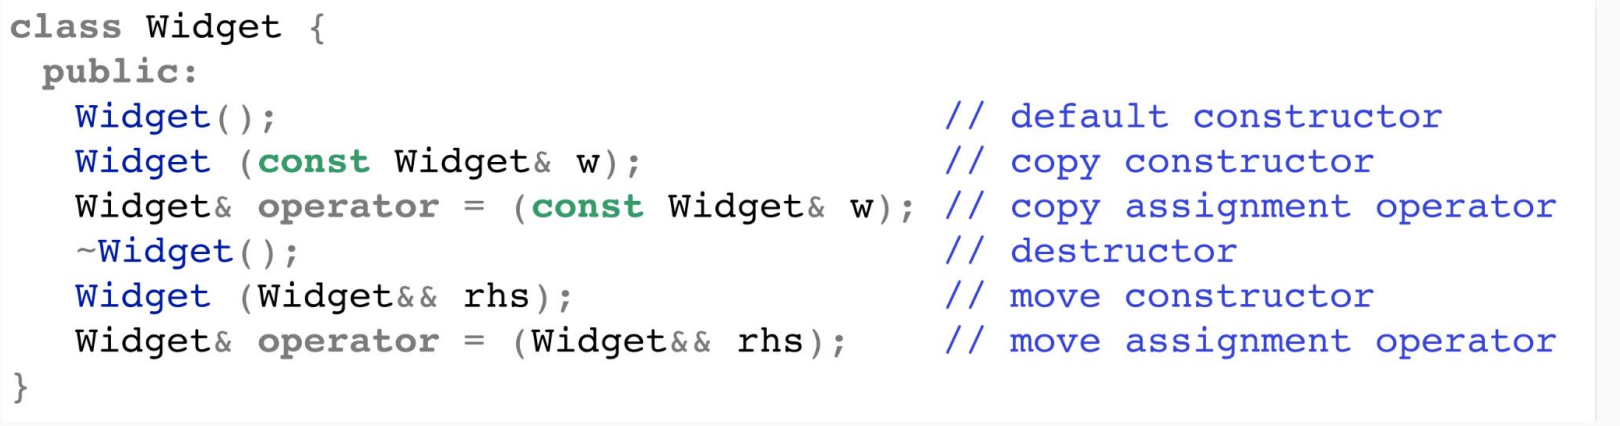 class Widget {
 public:
   Widget();                              // default constructor
   Widget (const Widget& w);              // copy constructor
   Widget& operator = (const Widget& w);  // copy assignment operator
   ~Widget();                             // destructor
   Widget (Widget&& rhs);                 // move constructor
   Widget& operator = (Widget&& rhs);     // move assignment operator
}